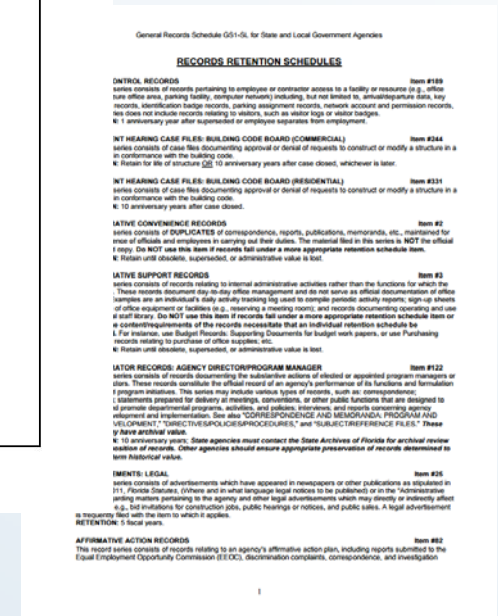 General Records Schedule GS1-SL for State and Local Government Agencies
RECORDS RETENTION SCHEDULES
ONTROL RECORDS Item #189
series consists of records pertaining to employee or contractor access to a facility or resource (e.g., office
ture office area, parking facility, computer network) including, but not limited to, arrival/departure data, key
records, identification badge records, parking assignment records, network account and permission records,
ries does not include records relating to visitors, such as visitor logs or visitor badges.
N: 1 anniversary year after superseded or employee separates from employment.
NT HEARING CASE FILES: BUILDING CODE BOARD (COMMERCIAL) Item #244
series consists of case files documenting approval or denial of requests to construct or modify a structure in a
in conformance with the building code.
N: Retain for life of structure OR 10 anniversary years after case closed, whichever is later.
NT HEARING CASE FILES: BUILDING CODE BOARD (RESIDENTIAL) Item #331
series consists of case files documenting approval or denial of requests to construct or modify a structure in a
in conformance with the building code.
N: 10 anniversary years after case closed.
ATIVE CONVENIENCE RECORDS Item #2
series consists of DUPLICATES of correspondence, reports, publications, memoranda, etc., maintained for
ence of officials and employees in carrying out their duties. The material filed in this series is NOT the official
t copy. Do NOT use this item if records fall under a more appropriate retention schedule item.
N: Retain until obsolete, superseded, or administrative value is lost.
ATIVE SUPPORT RECORDS Item #3
series consists of records relating to internal administrative activities rather than the functions for which the
. These records document day-to-day office management and do not serve as official documentation of office
Examples are an individual's daily activity tracking log used to compile periodic activity reports; sign-up sheets
of office equipment or facilities (e.g., reserving a meeting room); and records documenting operating and use
l staff library. Do NOT use this item if records fall under a more appropriate retention schedule item or
e content/requirements of the records necessitate that an individual retention schedule be
. For instance, use Budget Records: Supporting Documents for budget work papers, or use Purchasing
records relating to purchase of office supplies; etc.
N: Retain until obsolete, superseded, or administrative value is lost.
ATOR RECORDS: AGENCY DIRECTOR/PROGRAM MANAGER Item #122
series consists of records documenting the substantive actions of elected or appointed program managers or
ctors. These records constitute the official record of an agency's performance of its functions and formulation
t program initiatives. This series may include various types of records, such as: correspondence;
; statements prepared for delivery at meetings, conventions, or other public functions that are designed to
d promote departmental programs, activities, and policies; interviews; and reports concerning agency
velopment and implementation. See also "CORRESPONDENCE AND MEMORANDA: PROGRAM AND
VELOPMENT," "DIRECTIVES/POLICIES/PROCEDURES," and "SUBJECT/REFERENCE FILES." These
y have archival value.
N: 10 anniversary years; State agencies must contact the State Archives of Florida for archival review
osition of records. Other agencies should ensure appropriate preservation of records determined to
term historical value.
EMENTS: LEGAL Item #25
series consists of advertisements which have appeared in newspapers or other publications as stipulated in
011, Florida Statutes, (Where and in what language legal notices to be published) or in the "Administrative
arding matters pertaining to the agency and other legal advertisements which may directly or indirectly affect
e.g., bid invitations for construction jobs, public hearings or notices, and public sales. A legal advertisement
is frequently filed with the item to which it applies.
RETENTION: 5 fiscal years.
AFFIRMATIVE ACTION RECORDS Item #82
This record series consists of records relating to an agency's affirmative action plan, including reports submitted to the
Equal Employment Opportunity Commission (EEOC), discrimination complaints, correspondence, and investigation